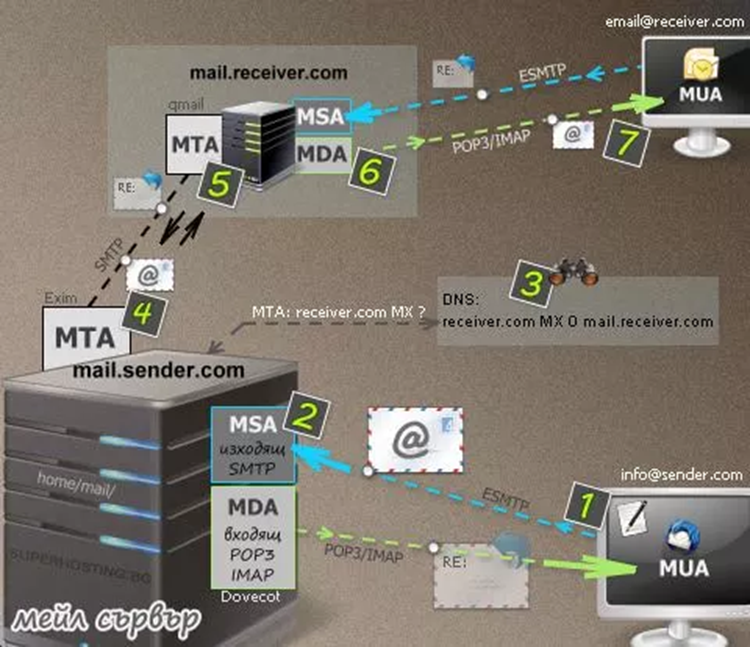 email@receiver.com
mail.receiver.com
RE:
ESMTP
MUA
qmail
MSA
MTA
MDA
POP3/IMAP
@
7
6
5
RE:
SMTP
@
4
3
Exim
MTA
MTA: receiver.com MX ?
DNS:
receiver.com MX 0 mail.receiver.com
mail.sender.com
MSA
изходящ
SMTP
2
@
info@sender.com
home/mail/
ESMTP
1
MDA
входящ
POP3
IMAP
POP3/IMAP
RE:
MUA
SUPERHOSTING.BG
Dovecot
мейл сървър